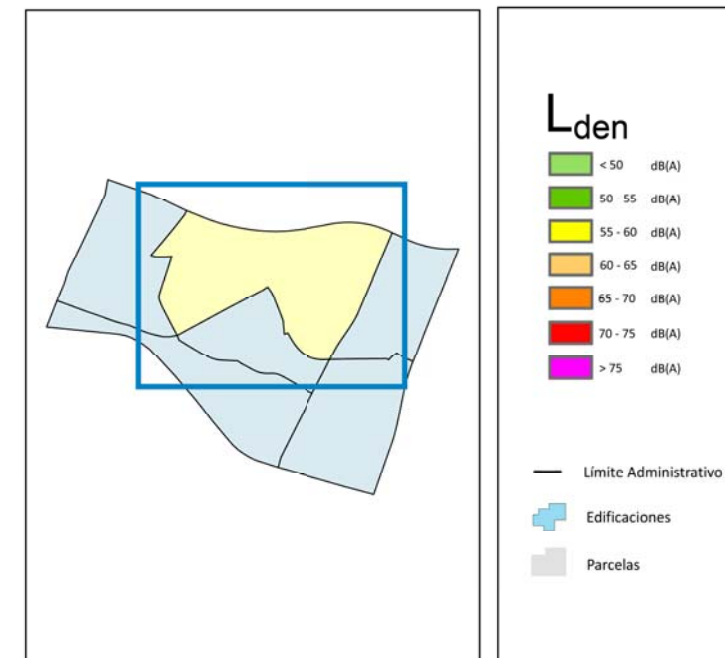 Lden
< 50 dB(A)
50 55 dB(A)
55 - 60 dB(A)
60 - 65 dB(A)
65 - 70 dB(A)
70 - 75 dB(A)
> 75 dB(A)
Límite Administrativo
Edificaciones
Parcelas